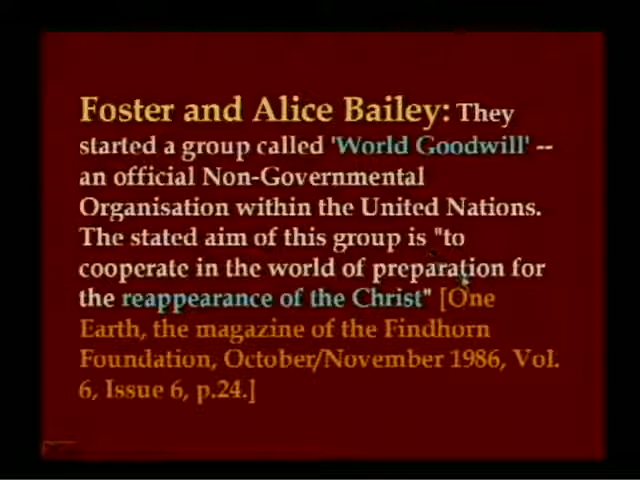 Foster and Alice Bailey: They
started a group called 'World Goodwill' --
an official Non-Governmental
Organisation within the United Nations.
The stated aim of this group is "to
cooperate in the world of preparation for
the reappearance of the Christ" [One
Earth, the magazine of the Findhorn
Foundation, October/November 1986, Vol.
6, Issue 6, p.24.]